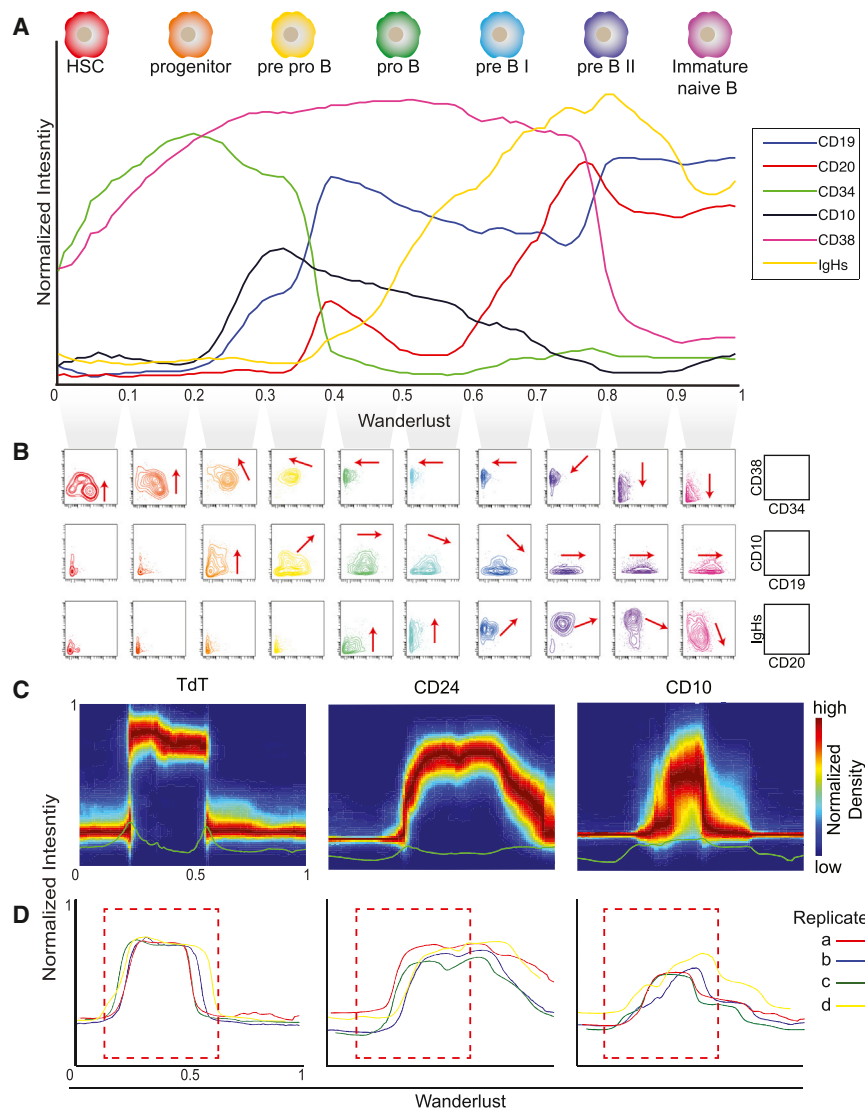 A
HSC
progenitor
pre pro B
pro B
pre B I
pre B II
Immature
naive B
Normalized Intesntiy
CD19
CD20
CD34
CD10
CD38
IgHs
0 0.1 0.2 0.3 0.4 0.5 0.6 0.7 0.8 0.9 1
Wanderlust
B
CD38
CD34
CD10
CD19
IgHs
CD20
C
TdT
CD24
CD10
1
0 0.5 1
high
Normalized
Density
low
Normalized Intesntiy
D
1
Replicate
a
b
c
d
0 0.5 1
Wanderlust